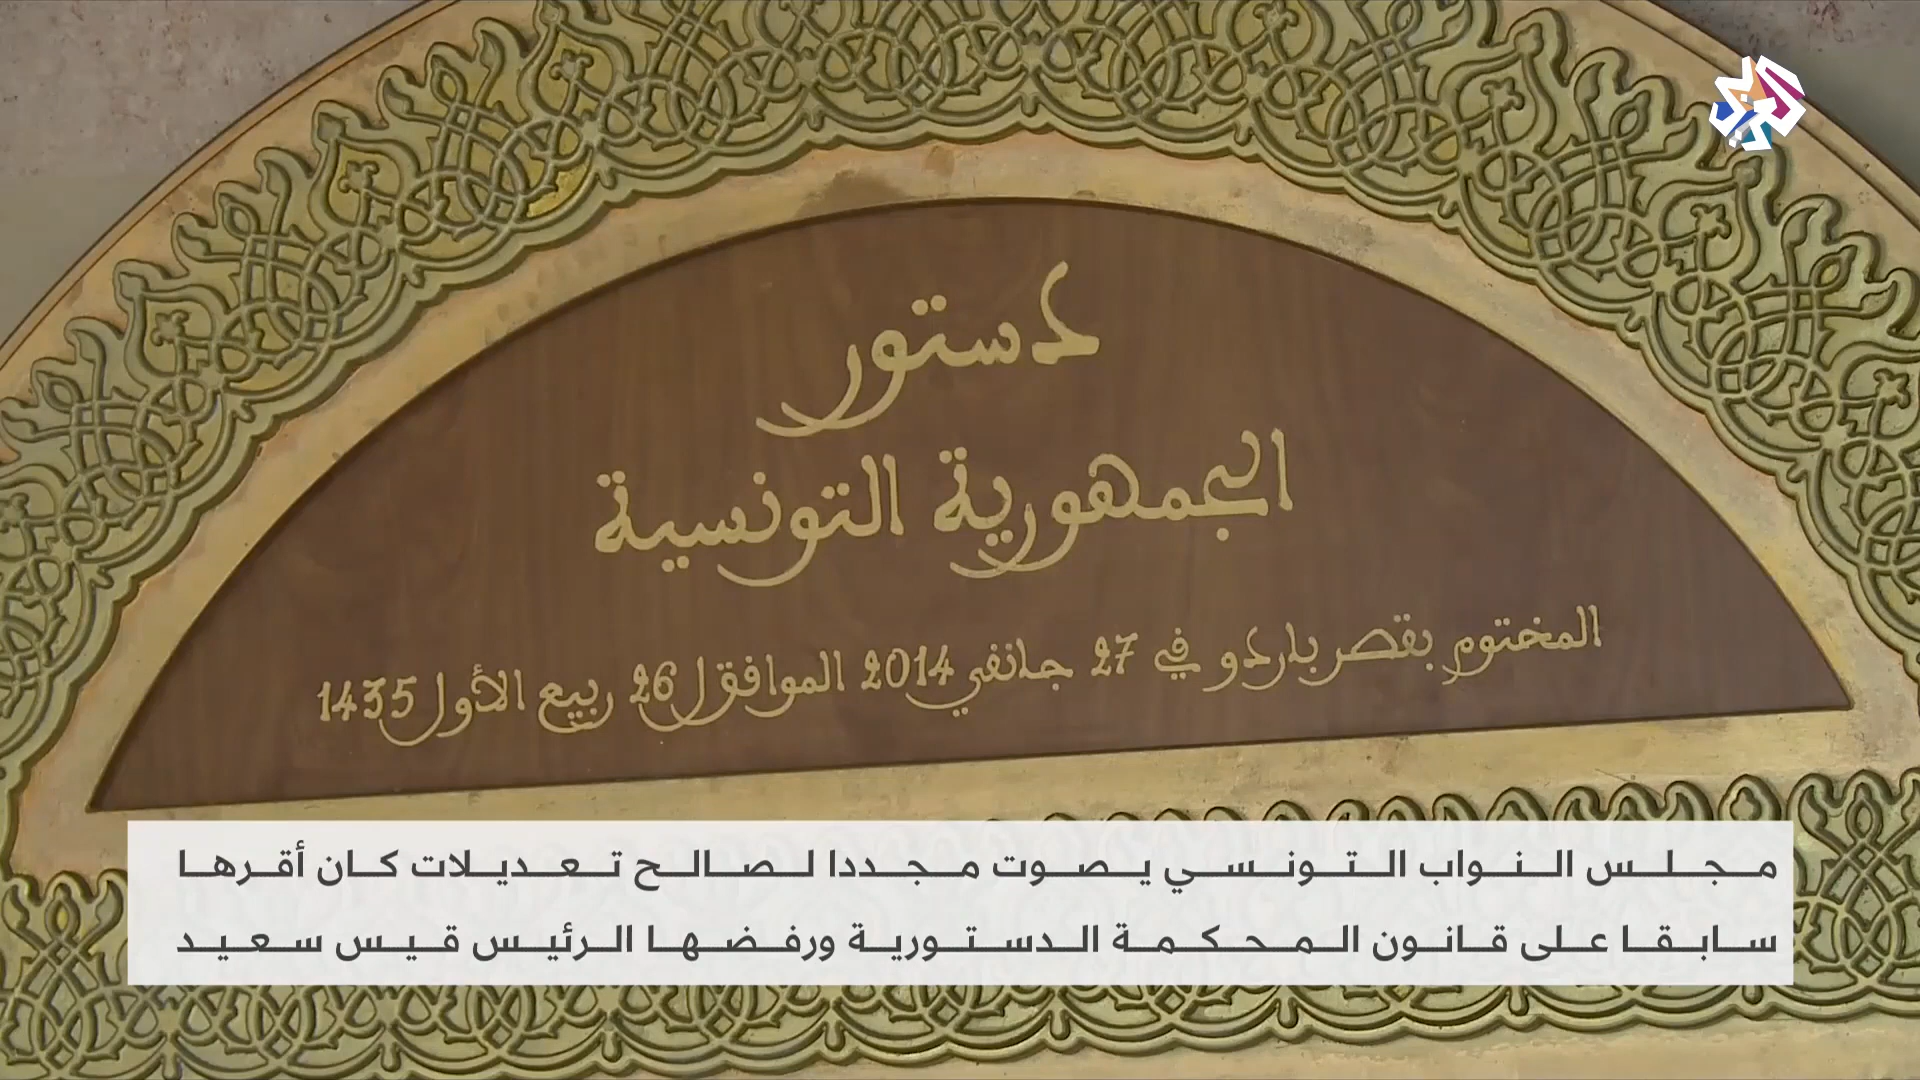 دستور
الجمهورية التونسية
المختوم بقصر باردو في 27 جانفي 2014 الموافق ل 26 ربيع الأول 1435
مجلس النواب التونسي يصوت مجددا لصالح تعديلات كان أقرها
سابقا على قانون المحكمة الدستورية ورفضها الرئيس قيس سعيد